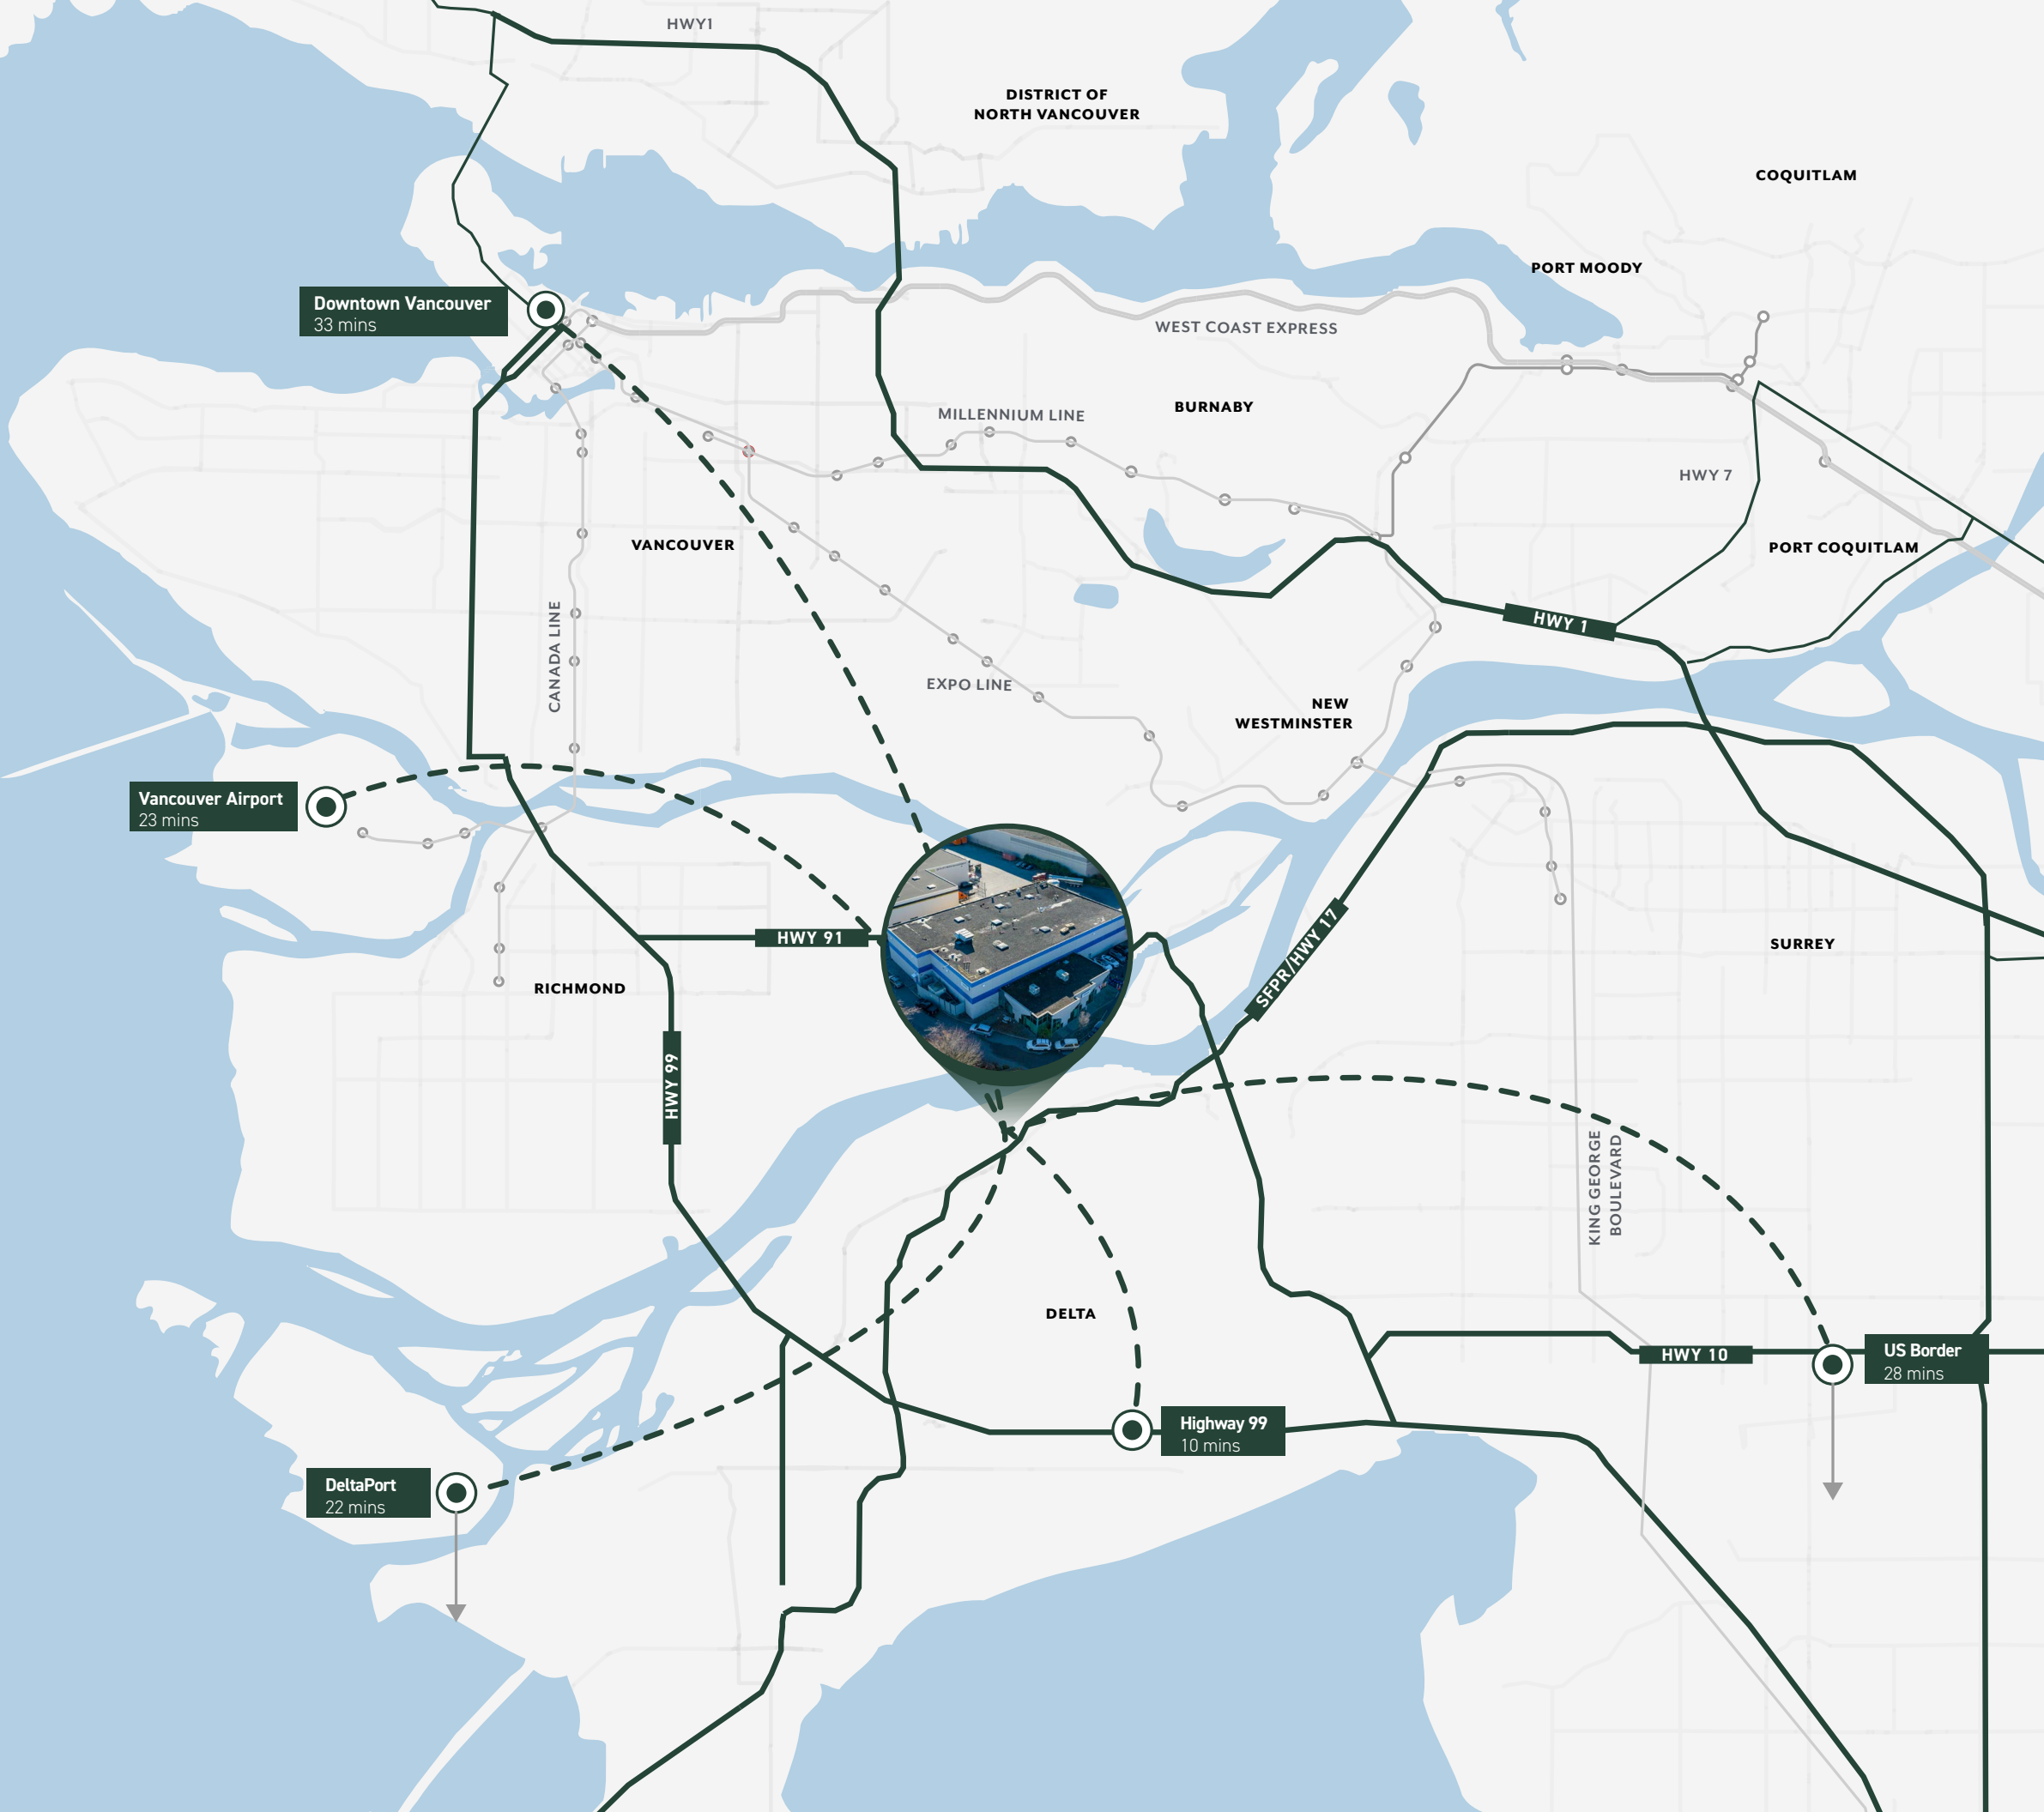 HWY1
DISTRICT OF
NORTH VANCOUVER
COQUITLAM
PORT MOODY
Downtown Vancouver
33 mins
WEST COAST EXPRESS
MILLENNIUM LINE
BURNABY
HWY 7
VANCOUVER
PORT COQUITLAM
HWY 1
CANADA LINE
EXPO LINE
NEW
WESTMINSTER
Vancouver Airport
23 mins
HWY 91
SFPR/HWY 17
SURREY
RICHMOND
HWY 99
KING GEORGE
BOULEVARD
DELTA
HWY 10
US Border
28 mins
Highway 99
10 mins
DeltaPort
22 mins